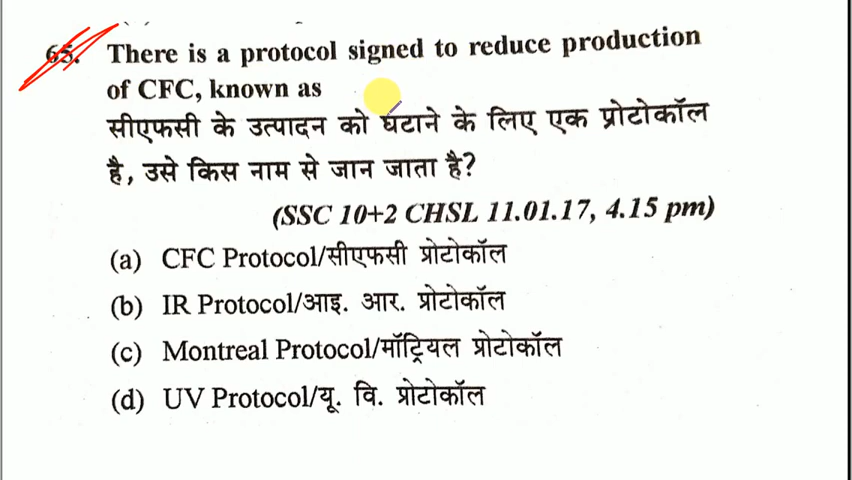 65. There is a protocol signed to reduce production
of CFC, known as
सीएफसी के उत्पादन को घटाने के लिए एक प्रोटोकॉल
है, उसे किस नाम से जान जाता है?
(SSC 10+2 CHSL 11.01.17, 4.15 pm)
(a) CFC Protocol/सीएफसी प्रोटोकॉल
(b) IR Protocol/आइ. आर. प्रोटोकॉल
(c) Montreal Protocol/मॉट्रियल प्रोटोकॉल
(d) UV Protocol/यू. वि. प्रोटोकॉल